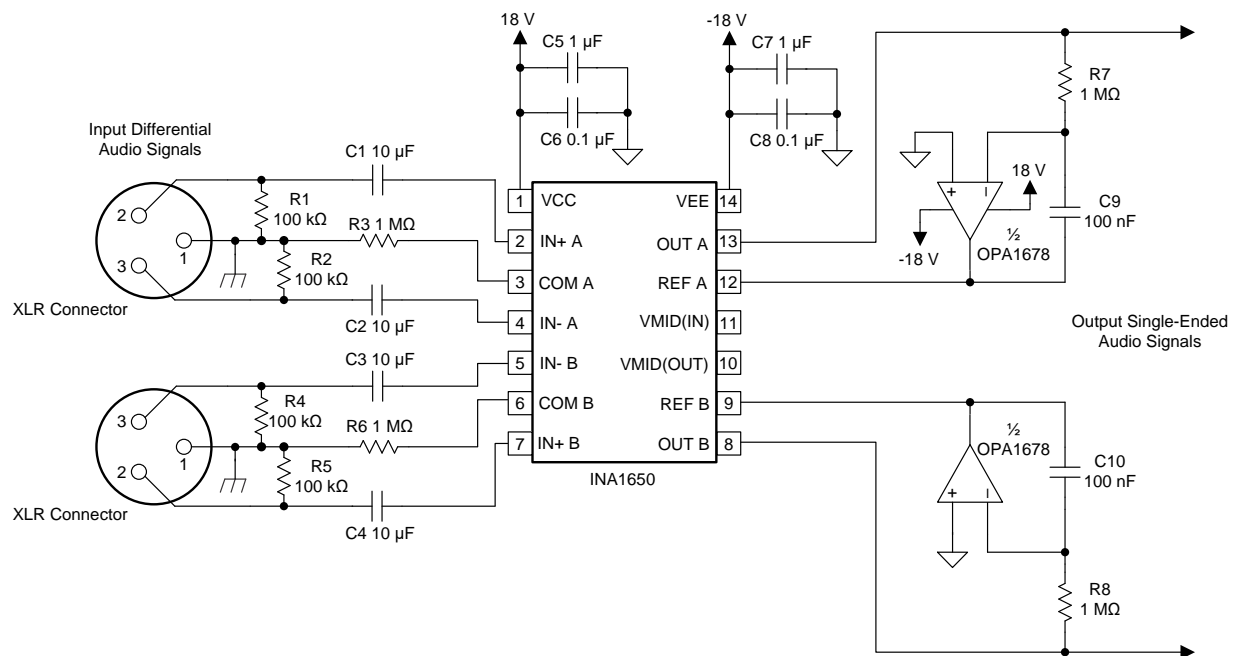 18 V
-18 V
C5 1 µF
C6 0.1 µF
C7 1 µF
C8 0.1 µF
R7
1 MΩ
C9
100 nF
+
–
18 V
-18 V
½
OPA1678
Input Differential
Audio Signals
2
3
1
XLR Connector
R1
100 kΩ
R2
100 kΩ
C1 10 µF
R3 1 MΩ
C2 10 µF
C3 10 µF
3
2
1
XLR Connector
R4
100 kΩ
R5
100 kΩ
R6 1 MΩ
C4 10 µF
1 VCC VEE 14
2 IN+ A OUT A 13
3 COM A REF A 12
4 IN- A VMID(IN) 11
5 IN- B VMID(OUT) 10
6 COM B REF B 9
7 IN+ B OUT B 8
INA1650
Output Single-Ended
Audio Signals
½
OPA1678
+
–
C10
100 nF
R8
1 MΩ